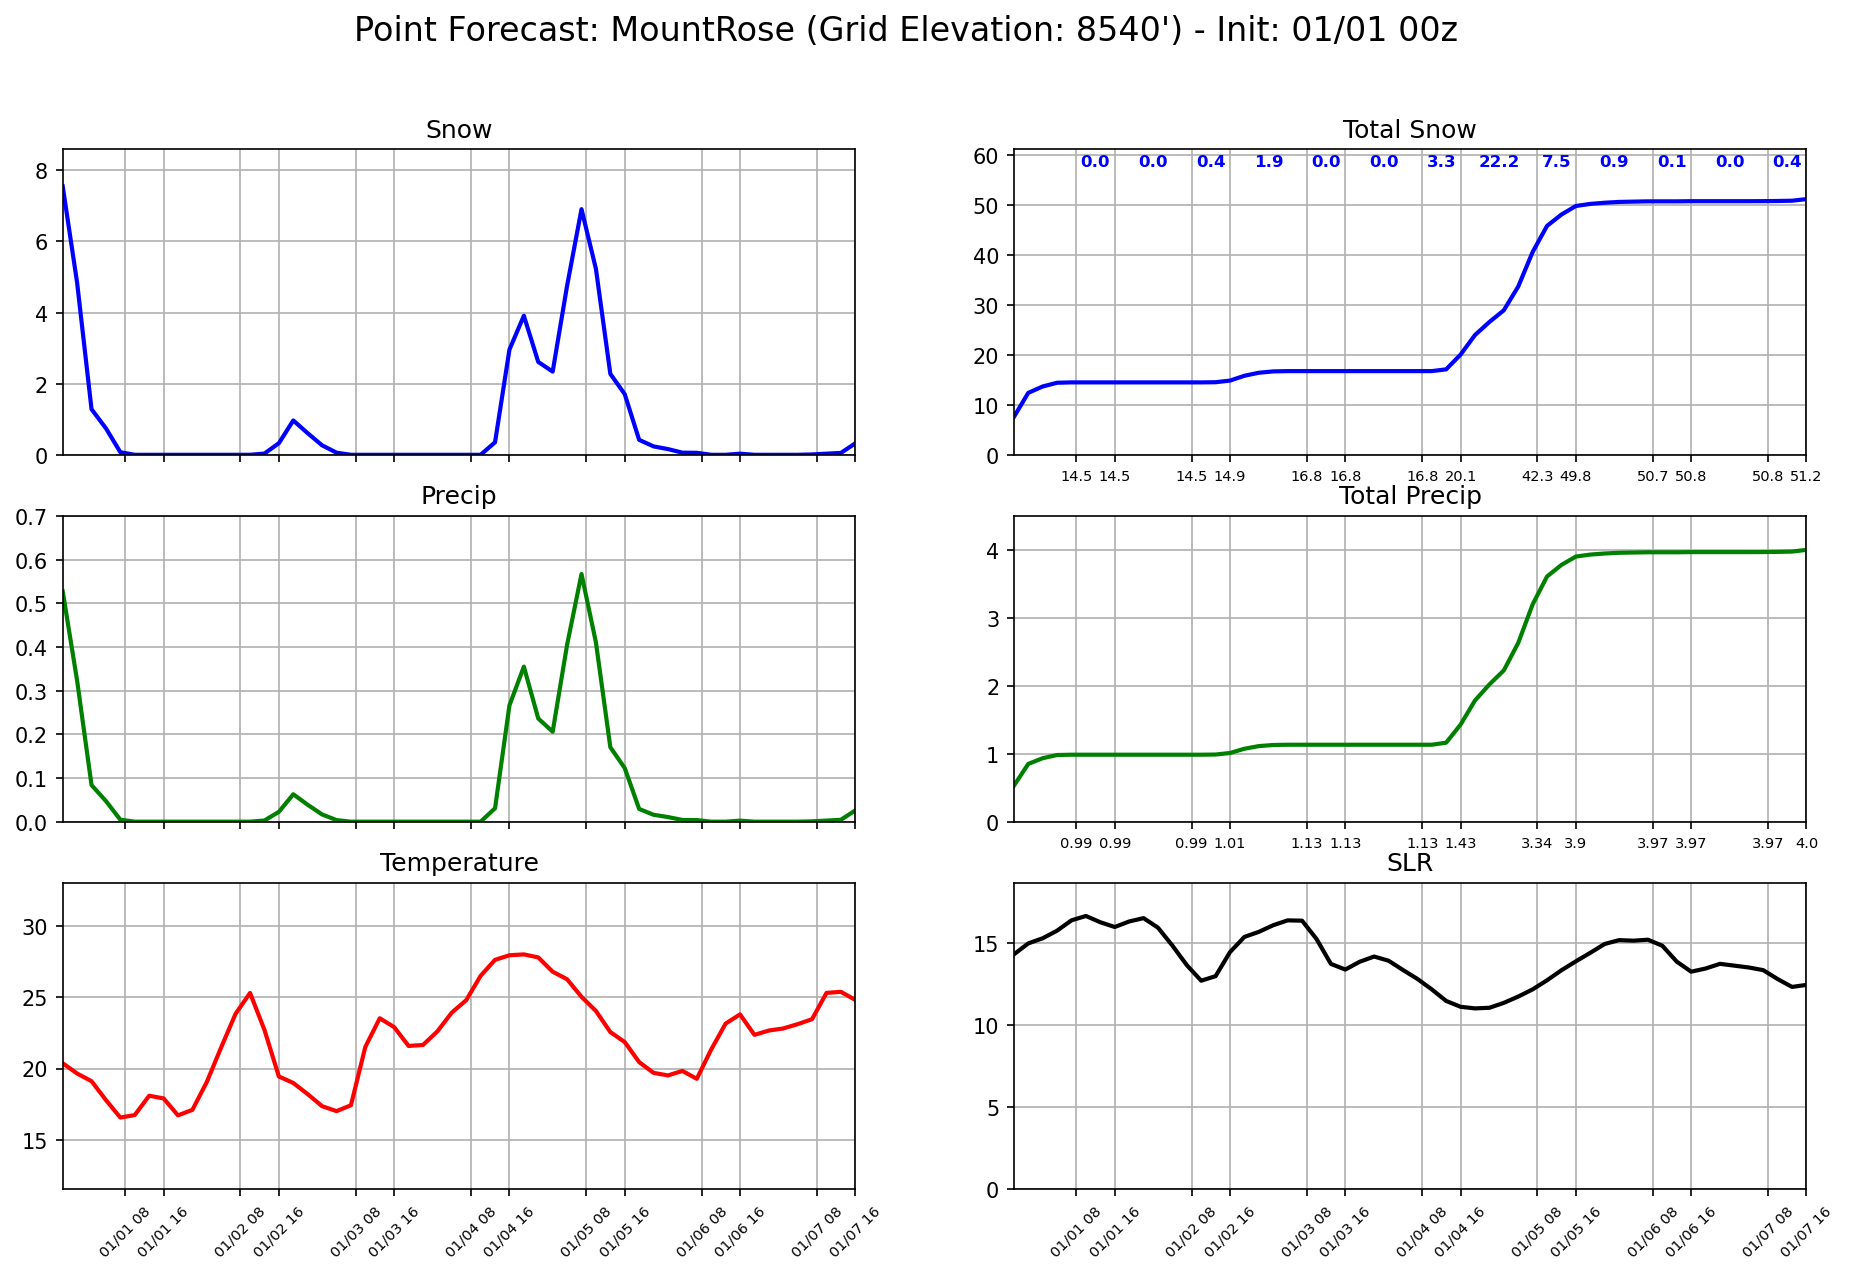 Point Forecast: MountRose (Grid Elevation: 8540') - Init: 01/01 00z
Snow
8
6
4
2
0
Total Snow
60
50
40
30
20
10
0
0.0 0.0 0.4 1.9 0.0 0.0 3.3 22.2 7.5 0.9 0.1 0.0 0.4
14.5 14.5 14.5 14.9 16.8 16.8 16.8 20.1 42.3 49.8 50.7 50.8 50.8 51.2
Precip
0.7
0.6
0.5
0.4
0.3
0.2
0.1
0.0
Total Precip
4
3
2
1
0
0.99 0.99 0.99 1.01 1.13 1.13 1.13 1.43 3.34 3.9 3.97 3.97 3.97 4.0
Temperature
30
25
20
15
01/01 08 01/01 16 01/02 08 01/02 16 01/03 08 01/03 16 01/04 08 01/04 16 01/05 08 01/05 16 01/06 08 01/06 16 01/07 08 01/07 16
SLR
15
10
5
0
01/01 08 01/01 16 01/02 08 01/02 16 01/03 08 01/03 16 01/04 08 01/04 16 01/05 08 01/05 16 01/06 08 01/06 16 01/07 08 01/07 16